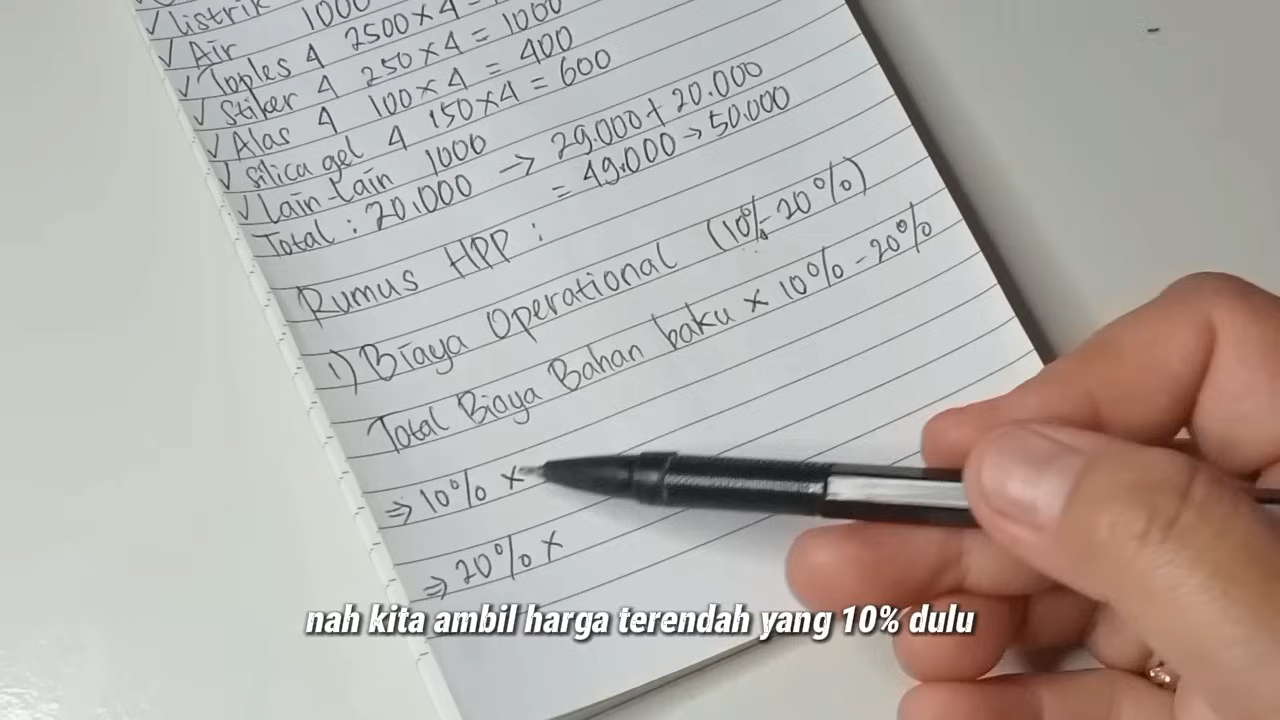 ✓ listrik 1000
✓ Air
✓ Toples 4 2500 x 4 =
✓ Stiker 4 250 x 4 = 1000
✓ Alas 4 100 x 4 = 400
✓ Silica gel 4 150 x 4 = 600
✓ Lain-lain 1000
Total : 20.000 → 29.000 + 20.000
= 49.000 → 50.000
Rumus HPP :
1) Biaya Operational (10%-20%)
Total Biaya Bahan baku x 10% - 20%
⇒ 10% x
⇒ 20% x
nah kita ambil harga terendah yang 10% dulu